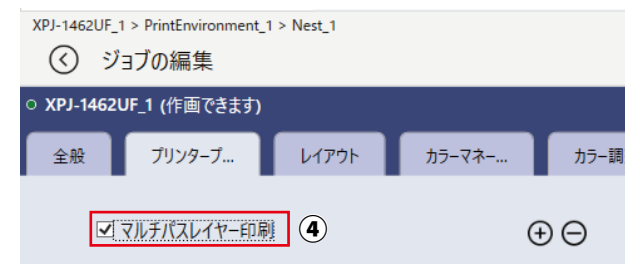 XPJ-1462UF_1 > PrintEnvironment_1 > Nest_1
ジョブの編集
XPJ-1462UF_1 (作画できます)
全般 プリンタープ... レイアウト カラーマネー... カラー調
マルチパスレイヤー印刷 ④